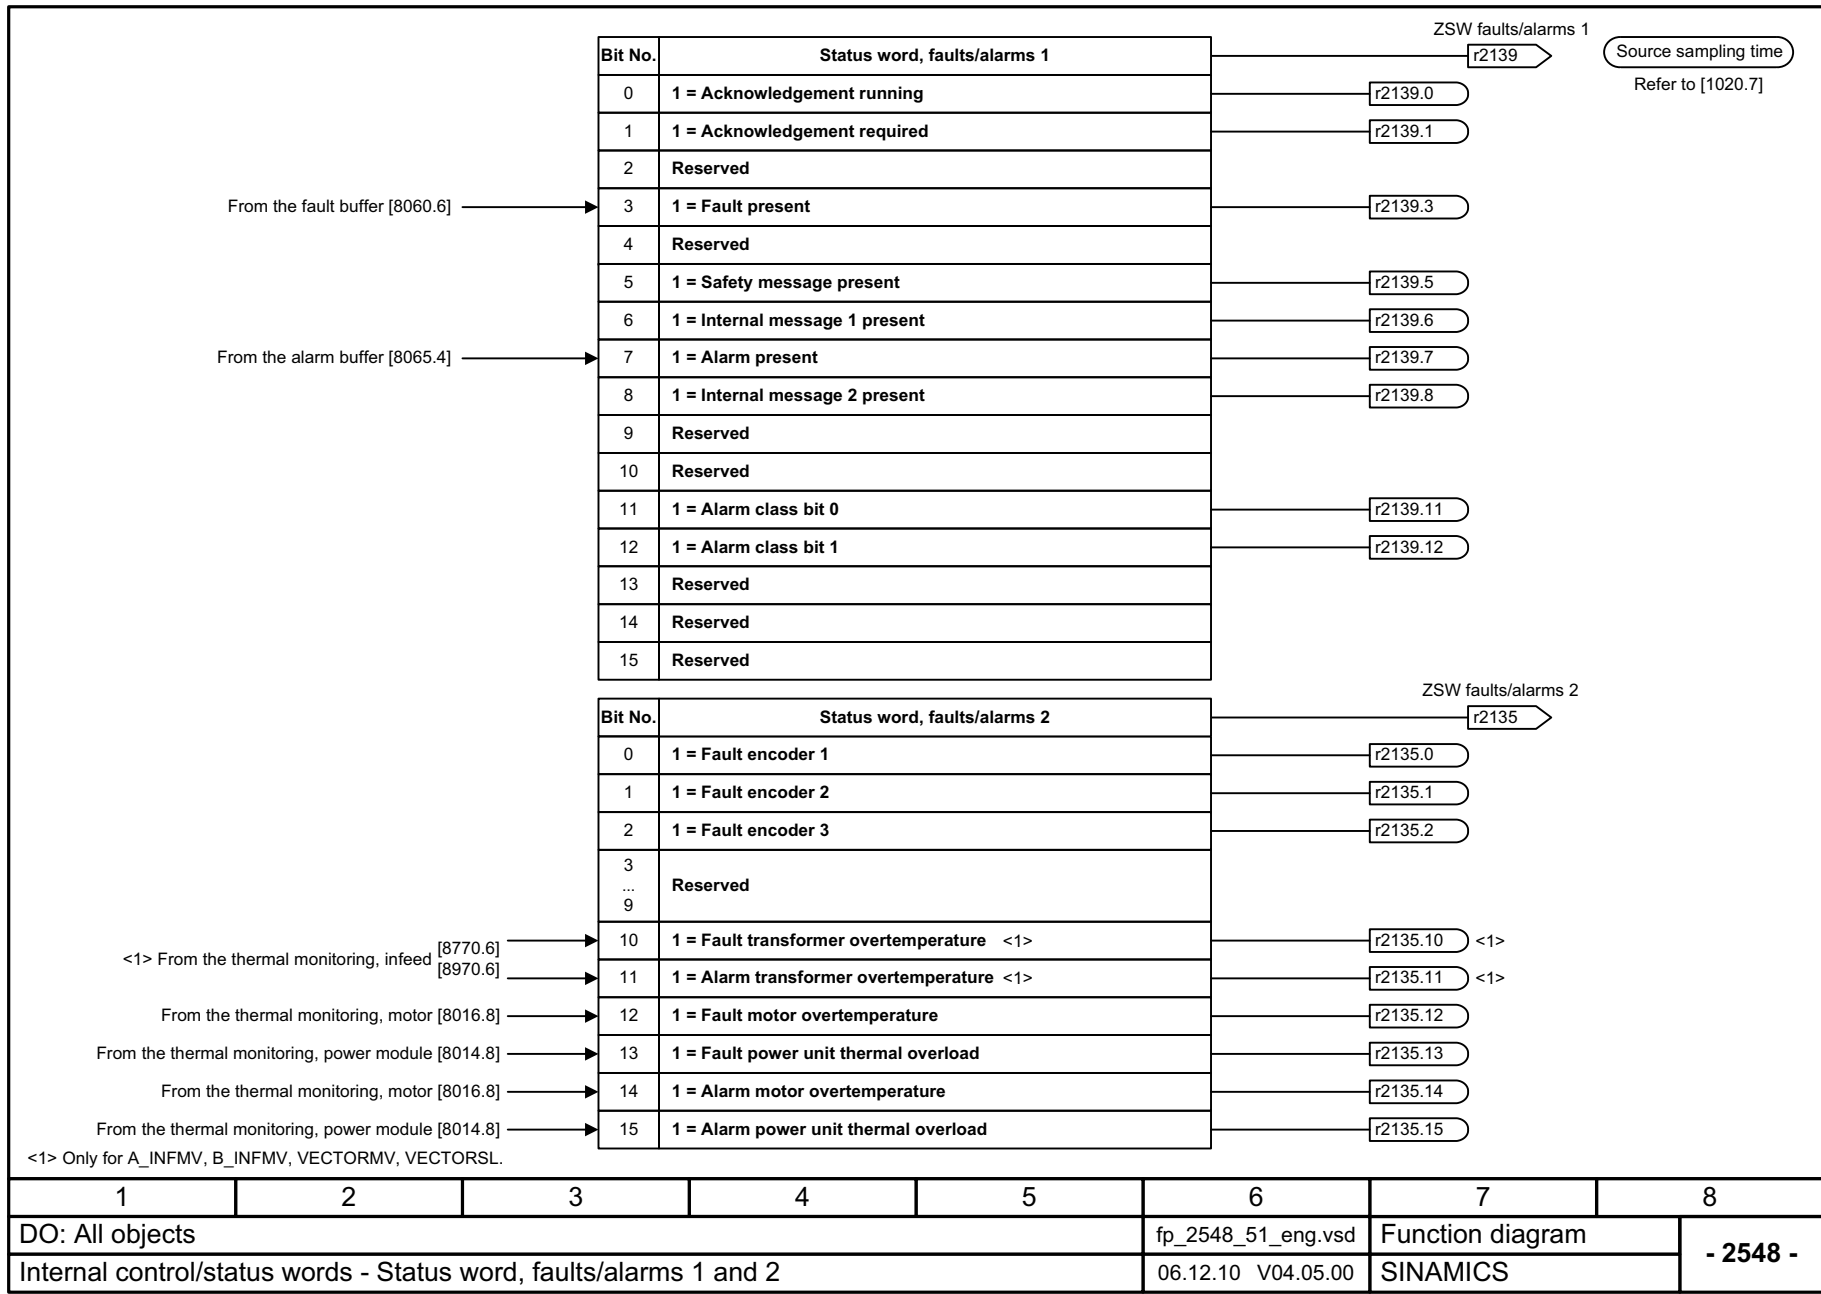 ZSW faults/alarms 1
Bit No. Status word, faults/alarms 1 r2139 Source sampling time
Refer to [1020.7]
0 1 = Acknowledgement running r2139.0
1 1 = Acknowledgement required r2139.1
2 Reserved
From the fault buffer [8060.6] 3 1 = Fault present r2139.3
4 Reserved
5 1 = Safety message present r2139.5
6 1 = Internal message 1 present r2139.6
From the alarm buffer [8065.4] 7 1 = Alarm present r2139.7
8 1 = Internal message 2 present r2139.8
9 Reserved
10 Reserved
11 1 = Alarm class bit 0 r2139.11
12 1 = Alarm class bit 1 r2139.12
13 Reserved
14 Reserved
15 Reserved
ZSW faults/alarms 2
Bit No. Status word, faults/alarms 2 r2135
0 1 = Fault encoder 1 r2135.0
1 1 = Fault encoder 2 r2135.1
2 1 = Fault encoder 3 r2135.2
3
... Reserved
9
<1> From the thermal monitoring, infeed [8770.6] 10 1 = Fault transformer overtemperature <1> r2135.10 <1>
[8970.6] 11 1 = Alarm transformer overtemperature <1> r2135.11 <1>
From the thermal monitoring, motor [8016.8] 12 1 = Fault motor overtemperature r2135.12
From the thermal monitoring, power module [8014.8] 13 1 = Fault power unit thermal overload r2135.13
From the thermal monitoring, motor [8016.8] 14 1 = Alarm motor overtemperature r2135.14
From the thermal monitoring, power module [8014.8] 15 1 = Alarm power unit thermal overload r2135.15
<1> Only for A_INFMV, B_INFMV, VECTORMV, VECTORSL.
1 2 3 4 5 6 7 8
DO: All objects fp_2548_51_eng.vsd Function diagram - 2548 -
Internal control/status words - Status word, faults/alarms 1 and 2 06.12.10 V04.05.00 SINAMICS